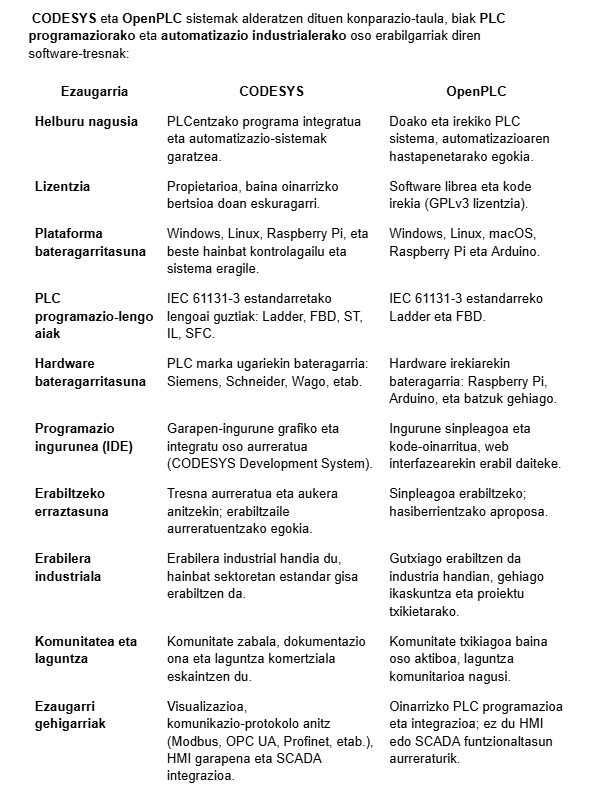 CODESYS eta OpenPLC sistemak alderatzen dituen konparazio-taula, biak PLC
programaziorako eta automatizazio industrialerako oso erabilgarriak diren
software-tresnak:
Ezaugarria CODESYS OpenPLC
Helburu nagusia PLCentzako programa integratua Doako eta irekiko PLC
eta automatizazio-sistemak sistema, automatizazioaren
garatzea. hastapenetarako egokia.
Lizentzia Propietarioa, baina oinarrizko Software librea eta kode
bertsioa doan eskuragarri. irekia (GPLv3 lizentzia).
Plataforma Windows, Linux, Raspberry Pi, eta Windows, Linux, macOS,
bateragarritasuna beste hainbat kontrolagailu eta Raspberry Pi eta Arduino.
sistema eragile.
PLC IEC 61131-3 estandarretako IEC 61131-3 estandarreko
programazio-lengo lengoai guztiak: Ladder, FBD, ST, Ladder eta FBD.
aiak IL, SFC.
Hardware PLC marka ugariekin bateragarria: Hardware irekiarekin
bateragarritasuna Siemens, Schneider, Wago, etab. bateragarria: Raspberry Pi,
Arduino, eta batzuk gehiago.
Programazio Garapen-ingurune grafiko eta Ingurune sinpleagoa eta
ingurunea (IDE) integratu oso aurreratua kode-oinarritua, web
(CODESYS Development System). interfazearekin erabil daiteke.
Erabiltzeko Tresna aurreratua eta aukera Sinpleagoa erabiltzeko;
erraztasuna anitzekin; erabiltzaile hasiberrientzako aproposa.
aurreratuentzako egokia.
Erabilera Erabilera industrial handia du, Gutxiago erabiltzen da
industriala hainbat sektoretan estandar gisa industria handian, gehiago
erabiltzen da. ikaskuntza eta proiektu
txikietarako.
Komunitatea eta Komunitate zabala, dokumentazio Komunitate txikiagoa baina
laguntza ona eta laguntza komertziala oso aktiboa, laguntza
eskaintzen du. komunitarioa nagusi.
Ezaugarri Visualizazioa, Oinarrizko PLC programazioa
gehigarriak komunikazio-protokolo anitz eta integrazioa; ez du HMI
(Modbus, OPC UA, Profinet, etab.), edo SCADA funtzionaltasun
HMI garapena eta SCADA aurreraturik.
integrazioa.